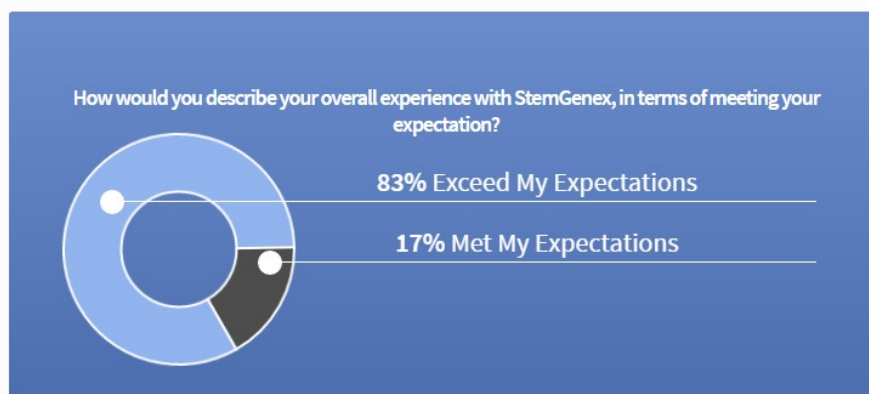 How would you describe your overall experience with StemGenex, in terms of meeting your
expectation?
83% Exceed My Expectations
17% Met My Expectations